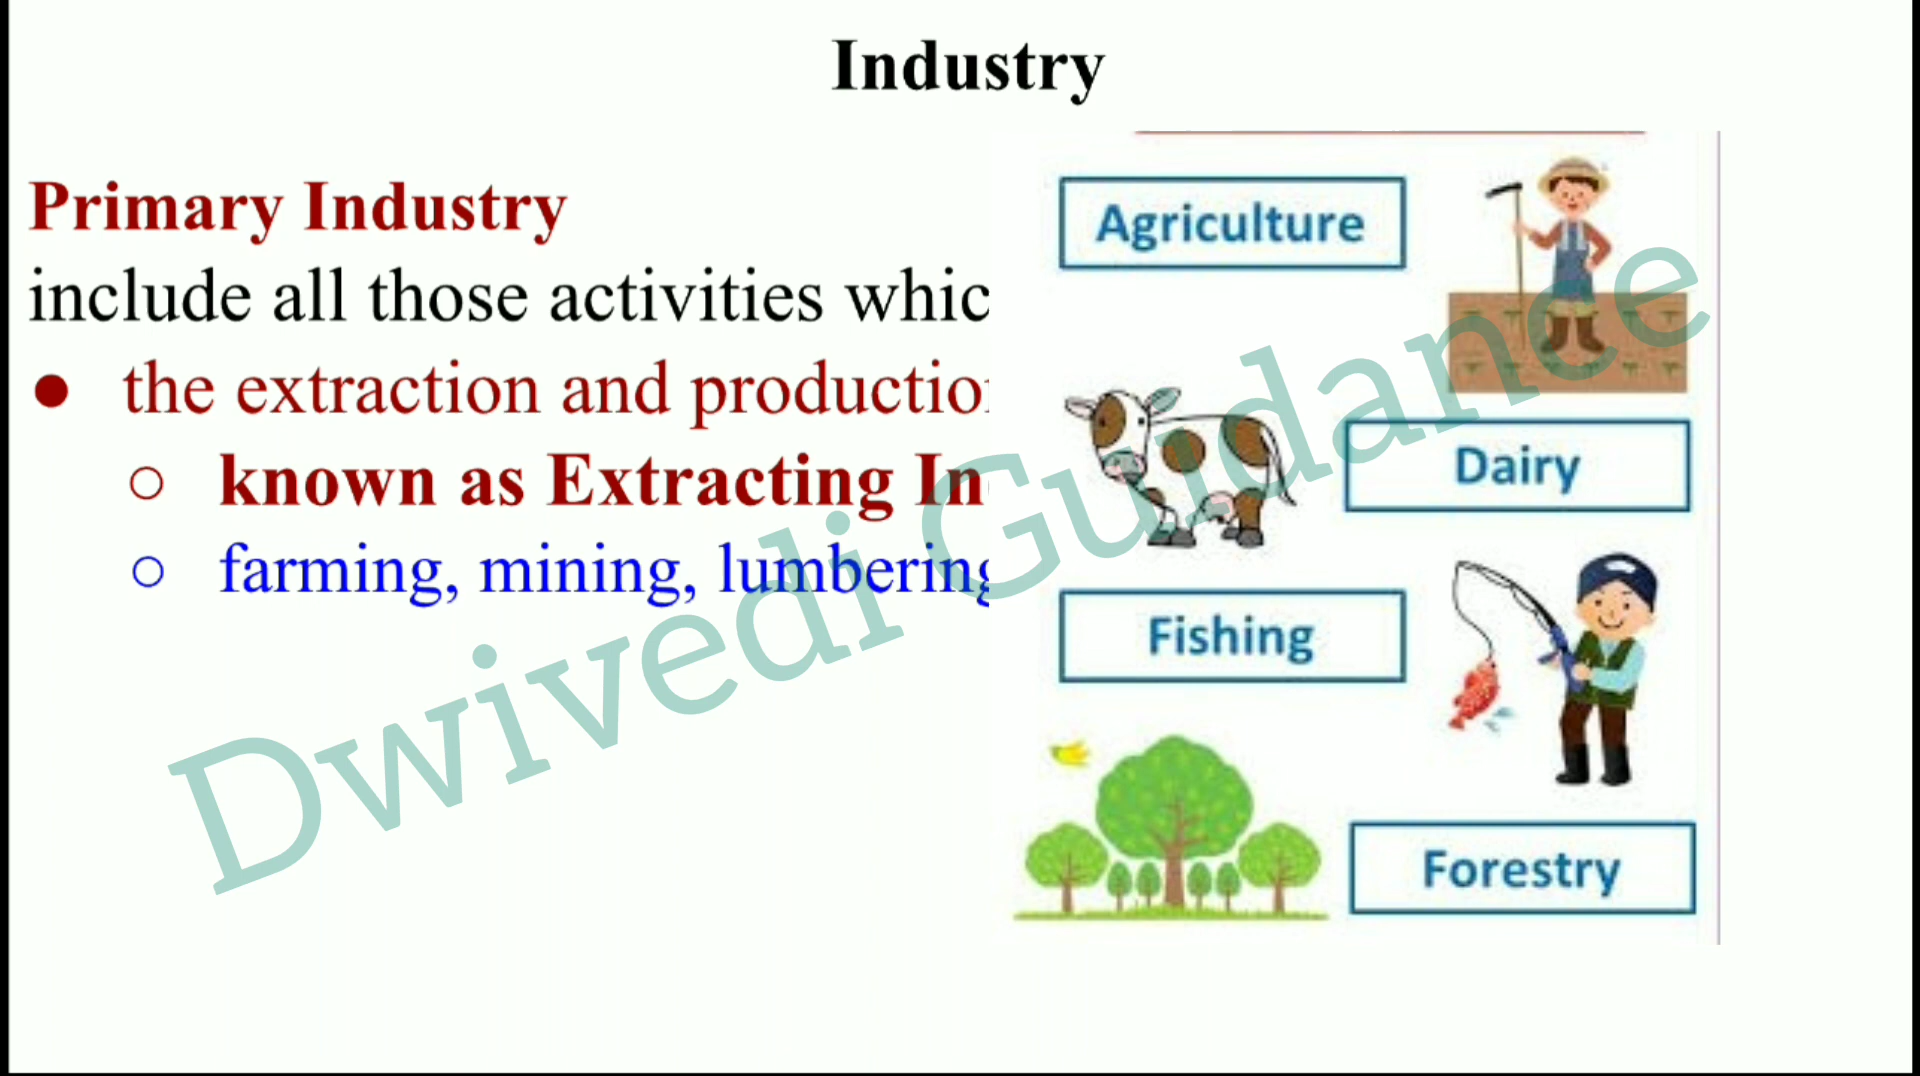 Industry
Primary Industry
include all those activities whic
● the extraction and productio
○ known as Extracting In
○ farming, mining, lumbering
Agriculture
Dairy
Fishing
Forestry
Dwivedi Guidance